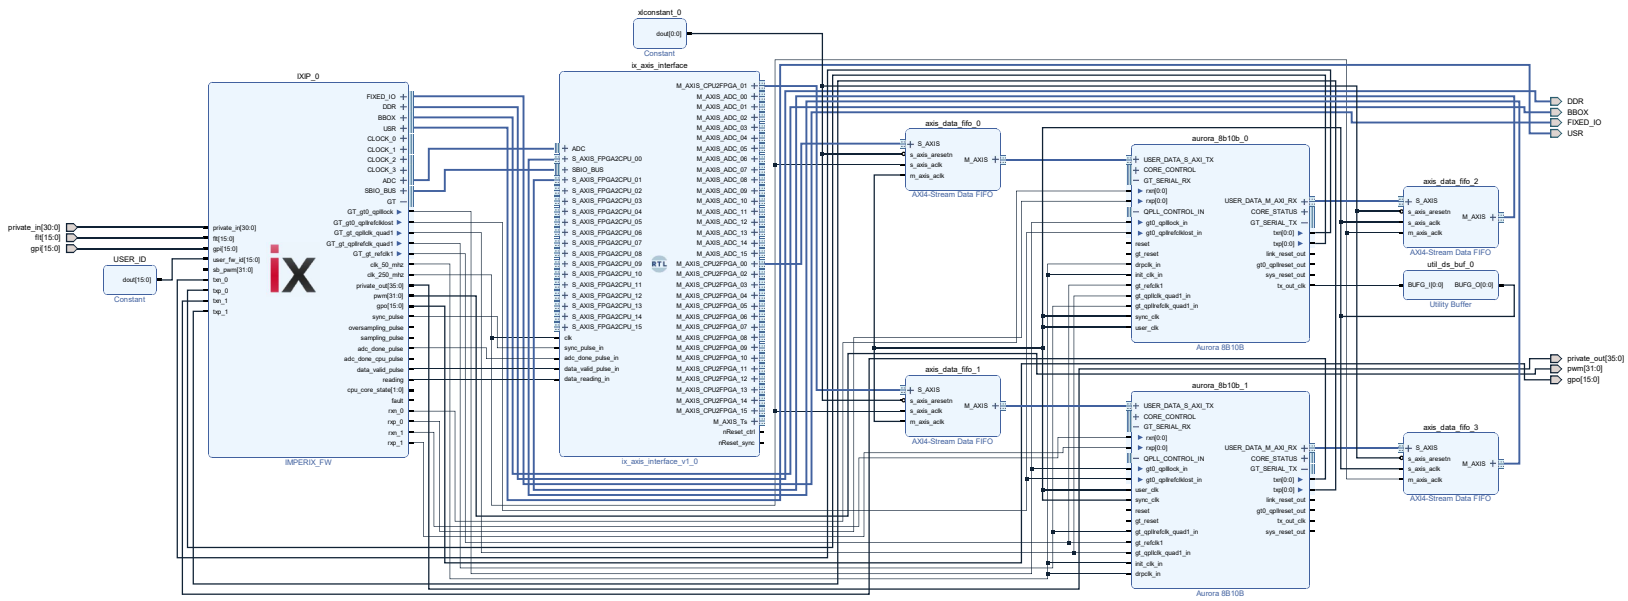 xlconstant_0
dout[0:0]
Constant
IXIP_0
FIXED_IO
DDR
BBOX
USR
CLOCK_0
CLOCK_1
CLOCK_2
CLOCK_3
ADC
SBIO_BUS
GT
GT_gt0_qplllock
GT_gt0_qpllrefclklost
GT_gt_qpllclk_quad1
GT_gt_qpllrefclk_quad1
GT_gt_refclk1
clk_50_mhz
clk_250_mhz
private_out[35:0]
pwm[31:0]
gpo[15:0]
sync_pulse
oversampling_pulse
sampling_pulse
adc_done_pulse
adc_done_cpu_pulse
data_valid_pulse
reading
cpu_core_state[1:0]
fault
rxn_0
rxp_0
rxn_1
rxp_1
private_in[30:0]
flt[15:0]
gpi[15:0]
user_fw_id[15:0]
sb_pwm[31:0]
txn_0
txp_0
txn_1
txp_1
ix
IMPERIX_FW
private_in[30:0]
flt[15:0]
gpi[15:0]
USER_ID
dout[15:0]
Constant
ix_axis_interface
ADC
S_AXIS_FPGA2CPU_00
SBIO_BUS
S_AXIS_FPGA2CPU_01
S_AXIS_FPGA2CPU_02
S_AXIS_FPGA2CPU_03
S_AXIS_FPGA2CPU_04
S_AXIS_FPGA2CPU_05
S_AXIS_FPGA2CPU_06
S_AXIS_FPGA2CPU_07
S_AXIS_FPGA2CPU_08
S_AXIS_FPGA2CPU_09
S_AXIS_FPGA2CPU_10
S_AXIS_FPGA2CPU_11
S_AXIS_FPGA2CPU_12
S_AXIS_FPGA2CPU_13
S_AXIS_FPGA2CPU_14
S_AXIS_FPGA2CPU_15
clk
sync_pulse_in
adc_done_pulse_in
data_valid_pulse_in
data_reading_in
RTL
M_AXIS_CPU2FPGA_01
M_AXIS_ADC_00
M_AXIS_ADC_01
M_AXIS_ADC_02
M_AXIS_ADC_03
M_AXIS_ADC_04
M_AXIS_ADC_05
M_AXIS_ADC_06
M_AXIS_ADC_07
M_AXIS_ADC_08
M_AXIS_ADC_09
M_AXIS_ADC_10
M_AXIS_ADC_11
M_AXIS_ADC_12
M_AXIS_ADC_13
M_AXIS_ADC_14
M_AXIS_ADC_15
M_AXIS_CPU2FPGA_00
M_AXIS_CPU2FPGA_02
M_AXIS_CPU2FPGA_03
M_AXIS_CPU2FPGA_04
M_AXIS_CPU2FPGA_05
M_AXIS_CPU2FPGA_06
M_AXIS_CPU2FPGA_07
M_AXIS_CPU2FPGA_08
M_AXIS_CPU2FPGA_09
M_AXIS_CPU2FPGA_10
M_AXIS_CPU2FPGA_11
M_AXIS_CPU2FPGA_12
M_AXIS_CPU2FPGA_13
M_AXIS_CPU2FPGA_14
M_AXIS_CPU2FPGA_15
M_AXIS_Ts
nReset_ctrl
nReset_sync
ix_axis_interface_v1_0
axis_data_fifo_0
S_AXIS
s_axis_aresetn
s_axis_aclk
m_axis_aclk
M_AXIS
AXI4-Stream Data FIFO
axis_data_fifo_1
S_AXIS
s_axis_aresetn
s_axis_aclk
m_axis_aclk
M_AXIS
AXI4-Stream Data FIFO
aurora_8b10b_0
USER_DATA_S_AXI_TX
CORE_CONTROL
GT_SERIAL_RX
rxn[0:0]
rxp[0:0]
QPLL_CONTROL_IN
gt0_qplllock_in
gt0_qpllrefclklost_in
reset
gt_reset
drpclk_in
init_clk_in
gt_refclk1
gt_qpllclk_quad1_in
gt_qpllrefclk_quad1_in
sync_clk
user_clk
USER_DATA_M_AXI_RX
CORE_STATUS
GT_SERIAL_TX
txn[0:0]
txp[0:0]
link_reset_out
gt0_qpllreset_out
sys_reset_out
tx_out_clk
Aurora 8B10B
aurora_8b10b_1
USER_DATA_S_AXI_TX
CORE_CONTROL
GT_SERIAL_RX
rxn[0:0]
rxp[0:0]
QPLL_CONTROL_IN
gt0_qplllock_in
gt0_qpllrefclklost_in
user_clk
sync_clk
reset
gt_reset
gt_qpllrefclk_quad1_in
gt_refclk1
gt_qpllclk_quad1_in
init_clk_in
drpclk_in
USER_DATA_M_AXI_RX
CORE_STATUS
GT_SERIAL_TX
txn[0:0]
txp[0:0]
link_reset_out
gt0_qpllreset_out
tx_out_clk
sys_reset_out
Aurora 8B10B
axis_data_fifo_2
S_AXIS
s_axis_aresetn
s_axis_aclk
m_axis_aclk
M_AXIS
AXI4-Stream Data FIFO
util_ds_buf_0
BUFG_I[0:0]
BUFG_O[0:0]
Utility Buffer
axis_data_fifo_3
S_AXIS
s_axis_aresetn
s_axis_aclk
m_axis_aclk
M_AXIS
AXI4-Stream Data FIFO
DDR
BBOX
FIXED_IO
USR
private_out[35:0]
pwm[31:0]
gpo[15:0]